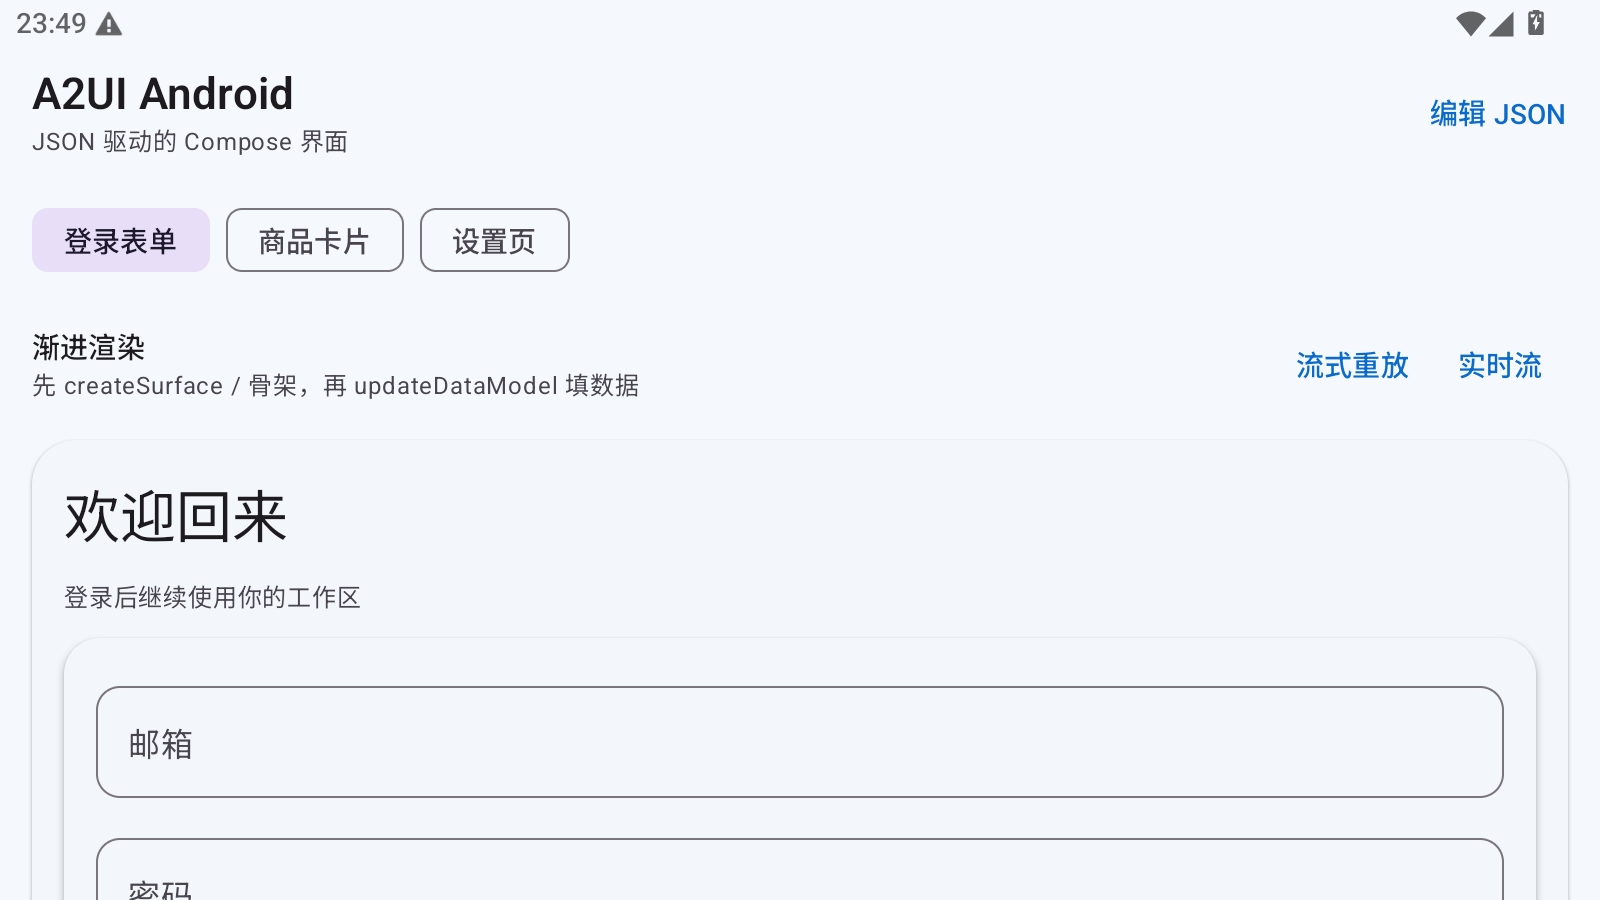 23:49
A2UI Android
JSON 驱动的 Compose 界面
编辑 JSON
登录表单
商品卡片
设置页
渐进渲染
先 createSurface / 骨架，再 updateDataModel 填数据
流式重放
实时流
欢迎回来
登录后继续使用你的工作区
邮箱
密码